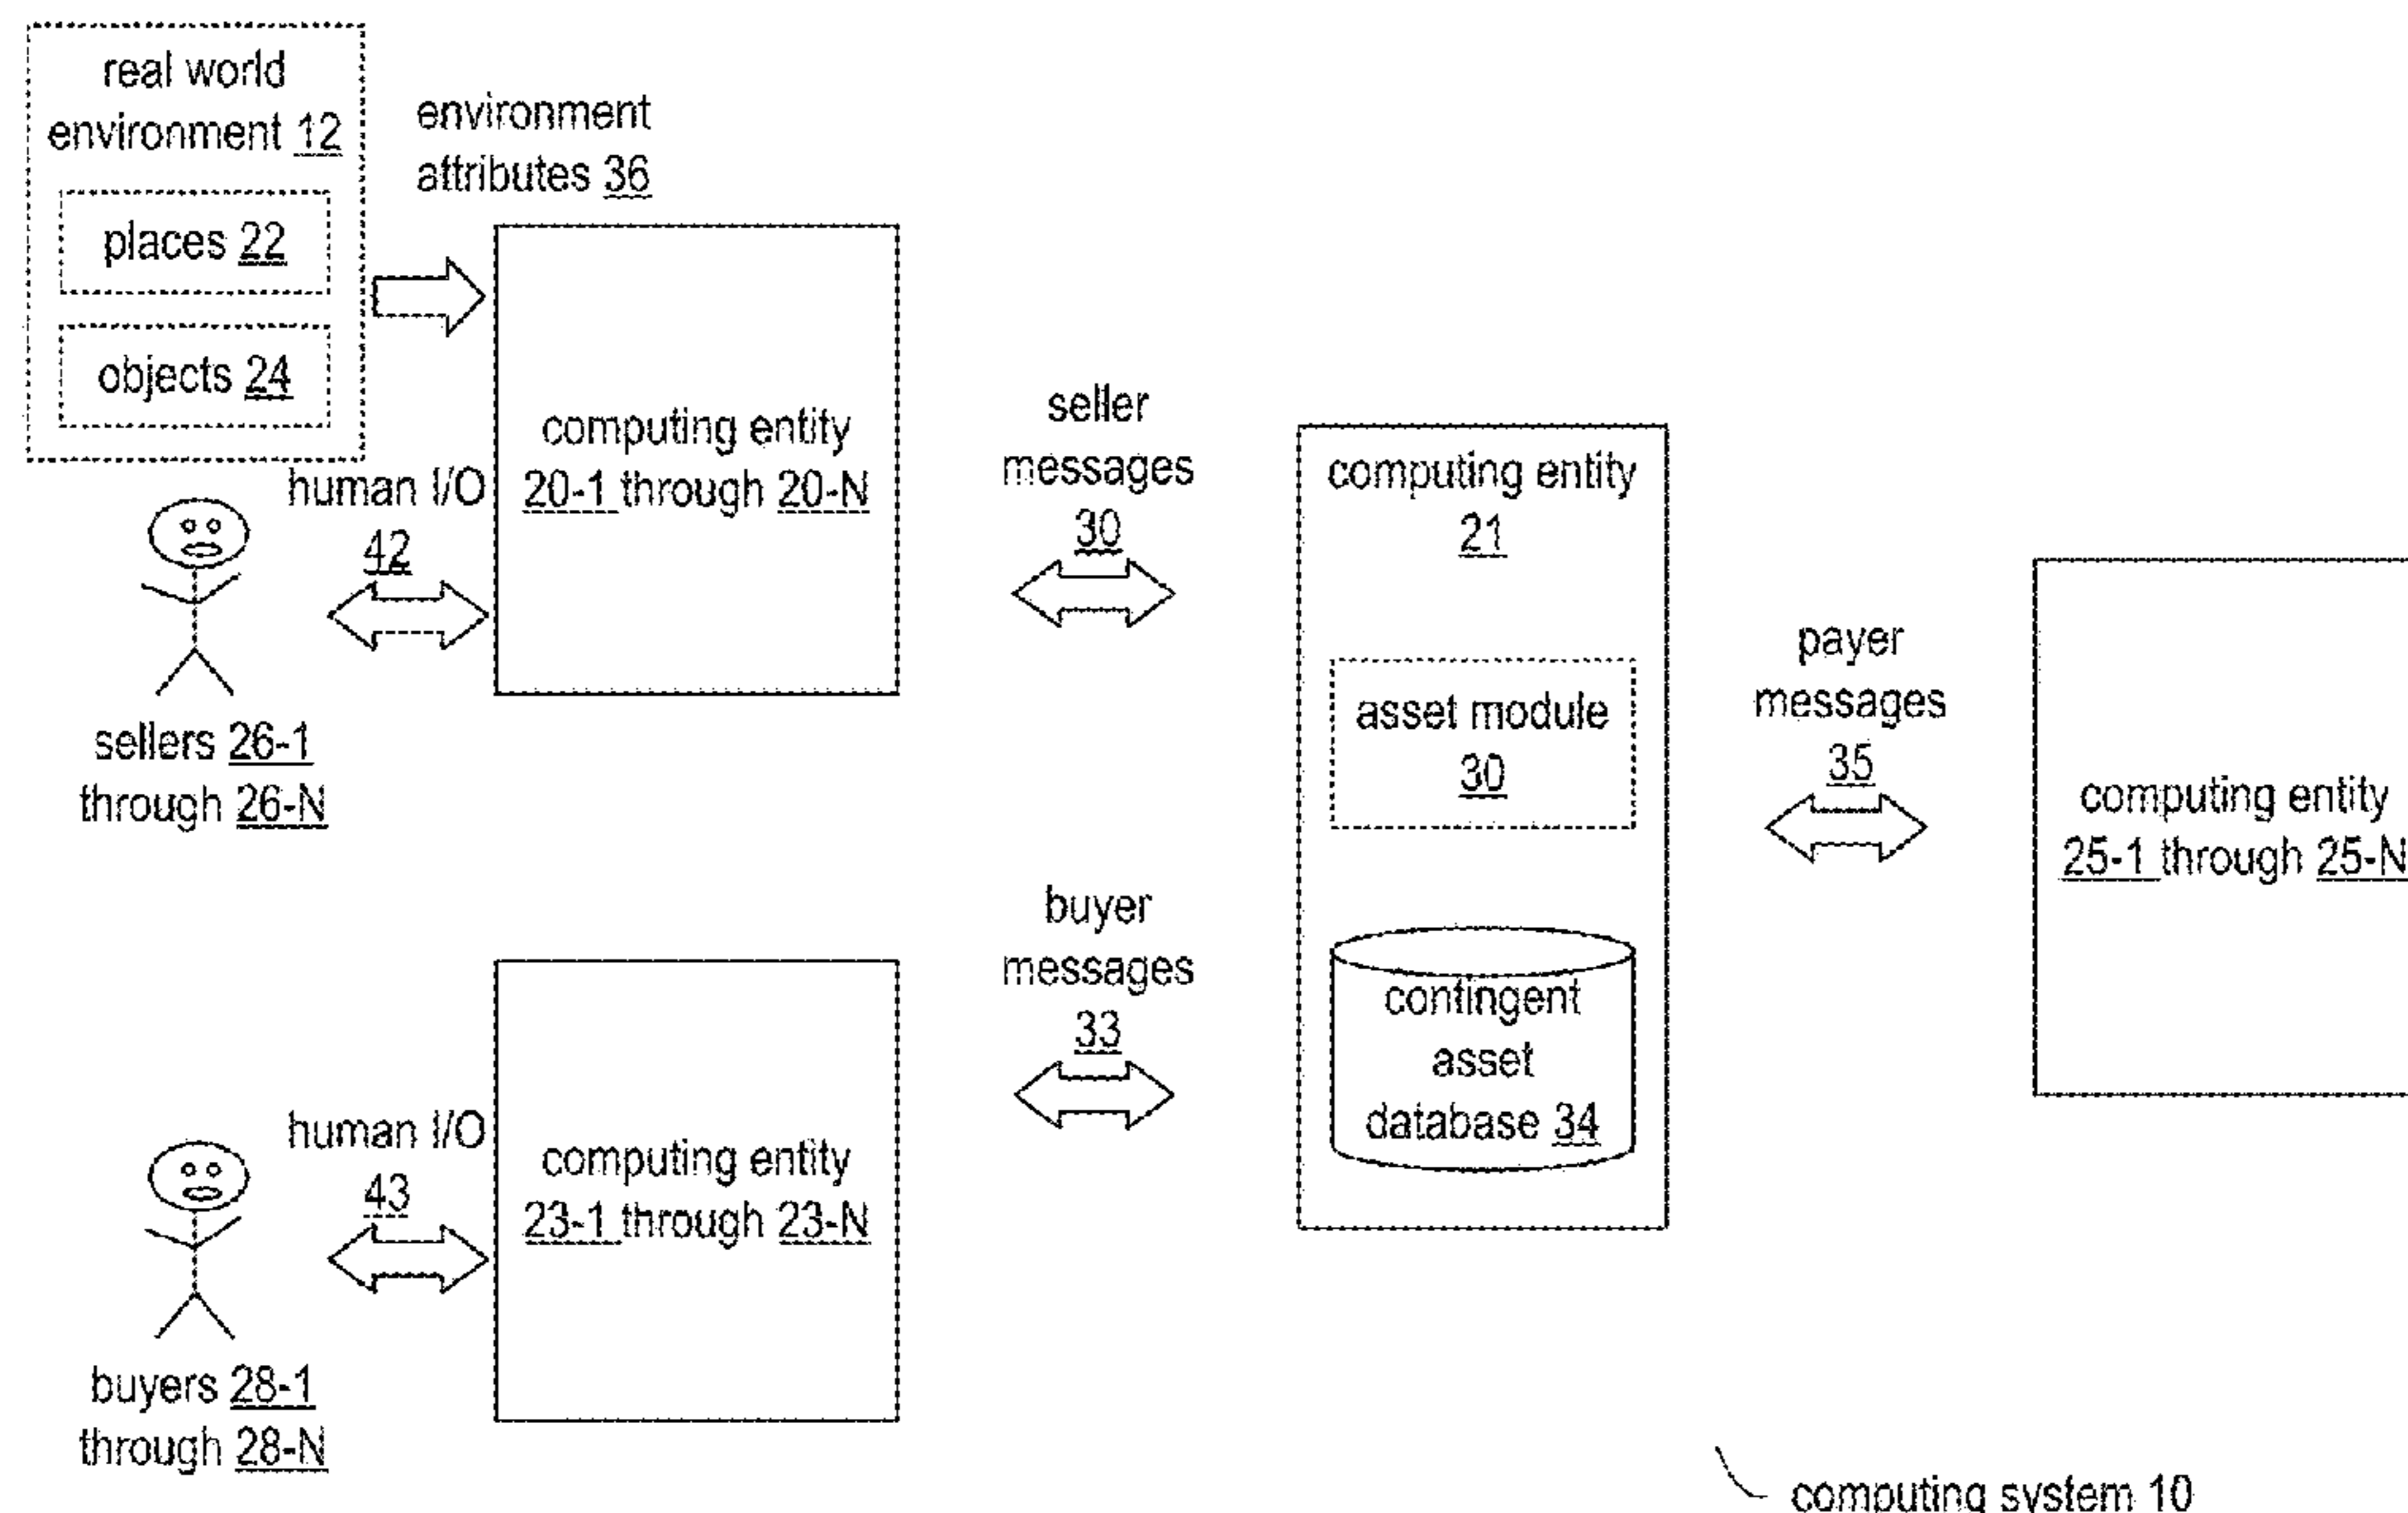 real world
environment 12
places 22
objects 24
environment
attributes 36
human I/O
42
sellers 26-1
through 26-N
computing entity
20-1 through 20-N
seller
messages
30
computing entity
21
asset module
30
contingent
asset
database 34
payer
messages
35
computing entity
25-1 through 25-N
buyer
messages
33
human I/O
43
buyers 28-1
through 28-N
computing entity
23-1 through 23-N
computing system 10